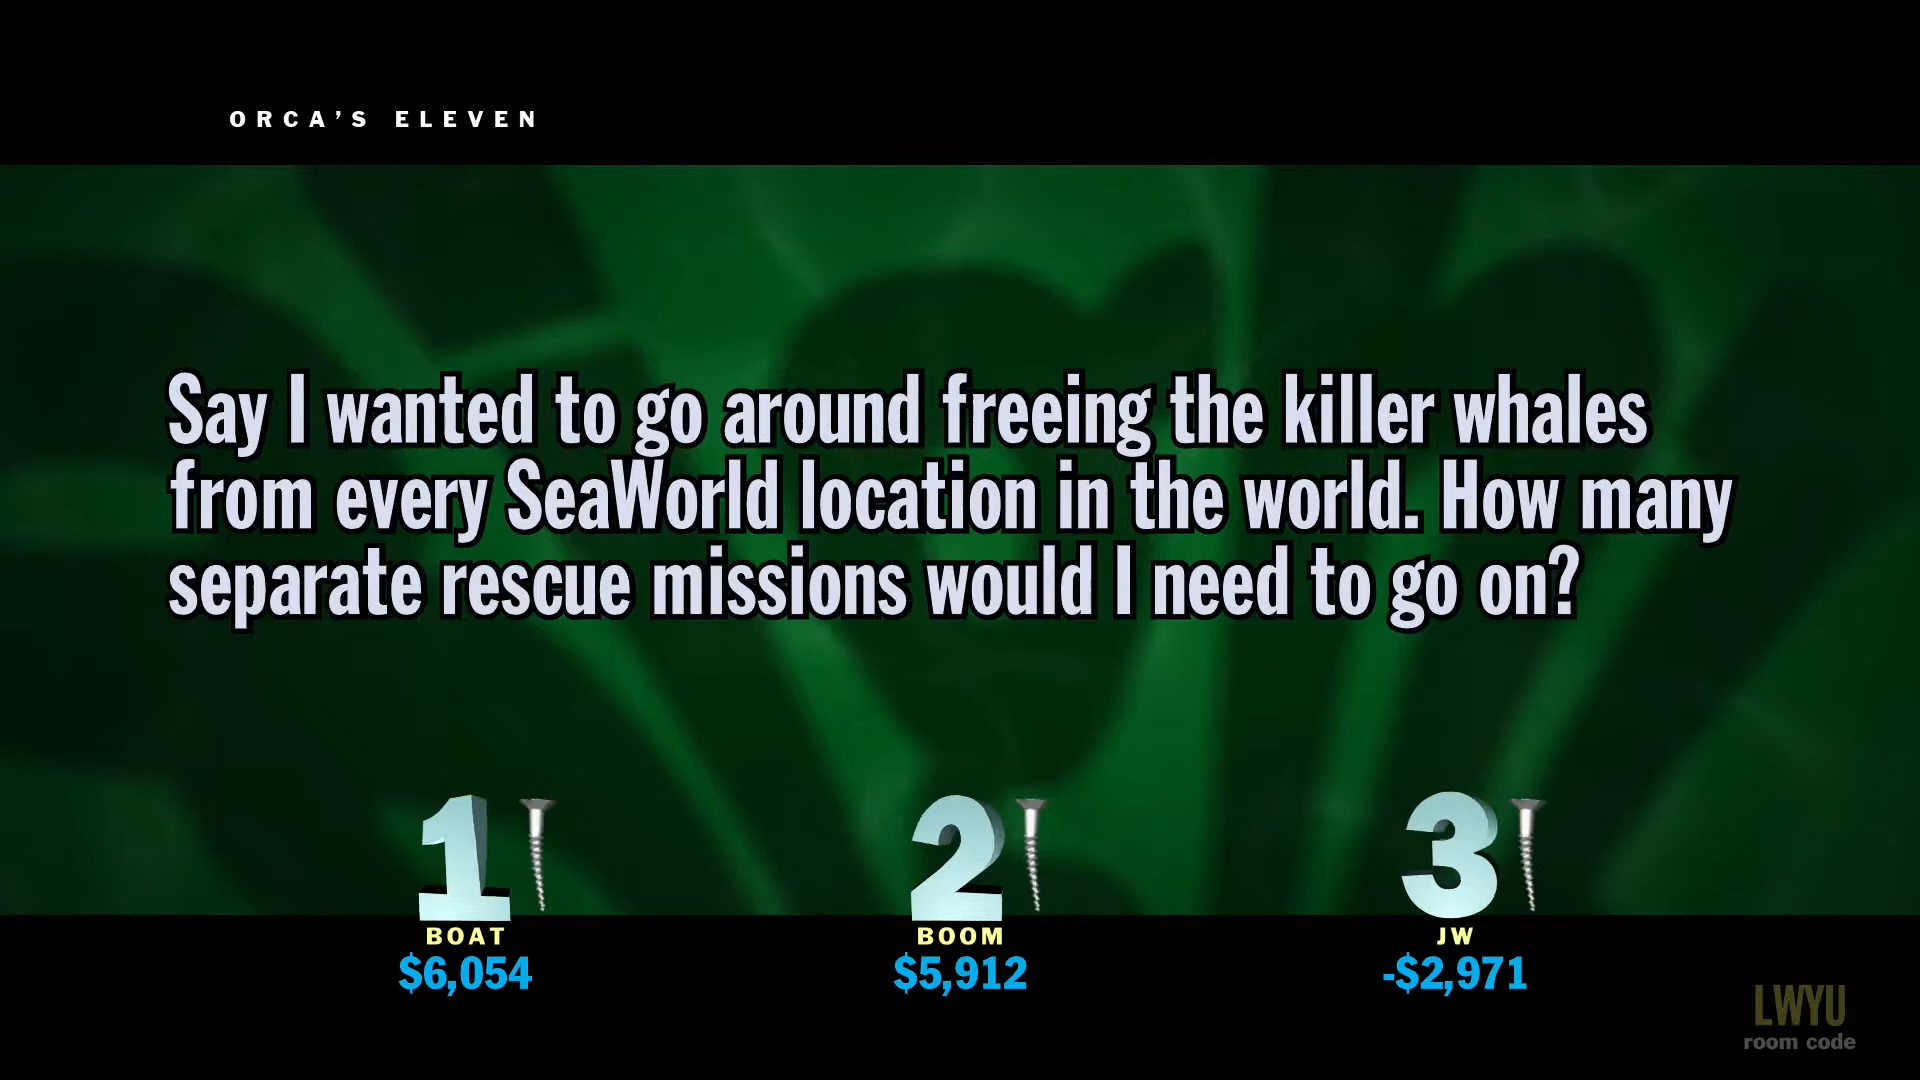 ORCA'S ELEVEN
Say I wanted to go around freeing the killer whales
from every SeaWorld location in the world. How many
separate rescue missions would I need to go on?
1 2 3
BOAT BOOM JW
$6,054 $5,912 -$2,971
LWYU
room code